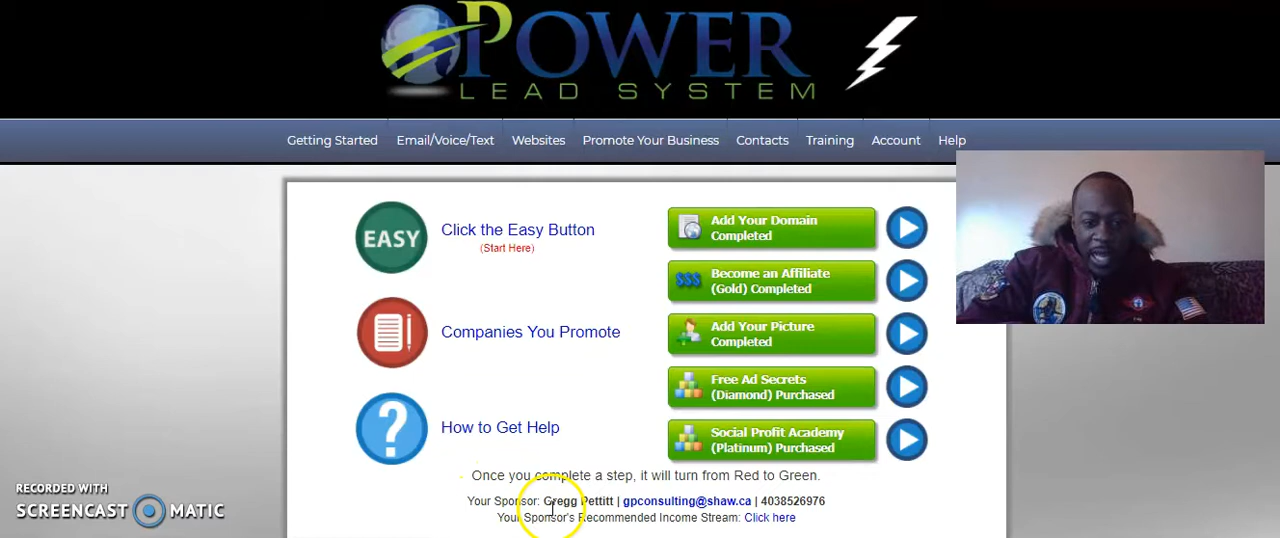 POWER
LEAD SYSTEM
Getting Started Email/Voice/Text Websites Promote Your Business Contacts Training Account Help
EASY
Click the Easy Button
(Start Here)
Companies You Promote
How to Get Help
Add Your Domain
Completed
$$$ Become an Affiliate
(Gold) Completed
Add Your Picture
Completed
Free Ad Secrets
(Diamond) Purchased
Social Profit Academy
(Platinum) Purchased
Once you complete a step, it will turn from Red to Green.
Your Sponsor: Gregg Pettitt | gpconsulting@shaw.ca | 4038526976
Your Sponsor's Recommended Income Stream: Click here
RECORDED WITH
SCREENCAST MATIC